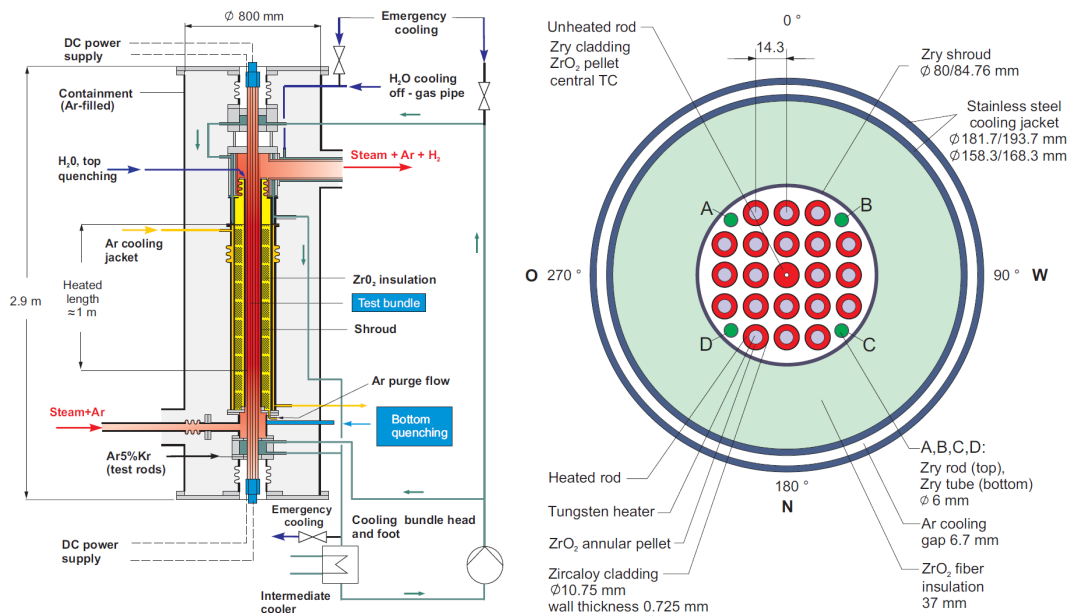 Ø 800 mm
DC power
supply
Emergency
cooling
Containment
(Ar-filled)
H₂O cooling
off - gas pipe
Steam + Ar + H₂
H₂0, top
quenching
Ar cooling
jacket
2.9 m
Heated
length
≈ 1 m
Zr0₂ insulation
Test bundle
Shroud
Ar purge flow
Steam+Ar
Bottom
quenching
Ar5%Kr
(test rods)
Emergency
cooling
Cooling bundle head
and foot
DC power
supply
Intermediate
cooler
0 °
Unheated rod
Zry cladding
ZrO₂ pellet
central TC
14.3
Zry shroud
Ø 80/84.76 mm
Stainless steel
cooling jacket
Ø 181.7/193.7 mm
Ø 158.3/168.3 mm
A
B
O 270 °
90 ° W
D
C
Heated rod
180 °
N
Tungsten heater
ZrO₂ annular pellet
Zircaloy cladding
Ø10.75 mm
wall thickness 0.725 mm
A,B,C,D:
Zry rod (top),
Zry tube (bottom)
Ø 6 mm
Ar cooling
gap 6.7 mm
ZrO₂ fiber
insulation
37 mm